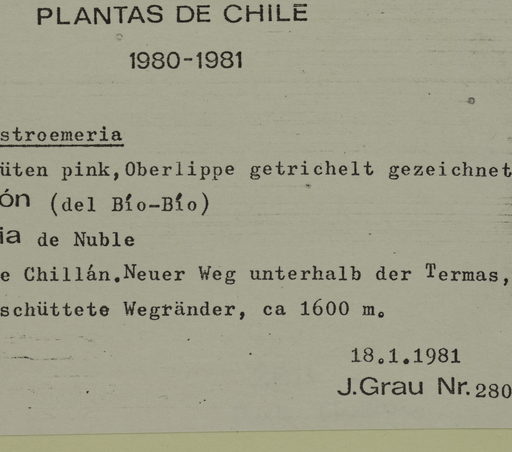 PLANTAS DE CHILE
1980-1981
stroemeria
üten pink,Oberlippe getrichelt gezeichnet
ón (del Bío-Bío)
ia de Nuble
e Chillán.Neuer Weg unterhalb der Termas,
schüttete Wegränder, ca 1600 m.
18.1.1981
J.Grau Nr. 280